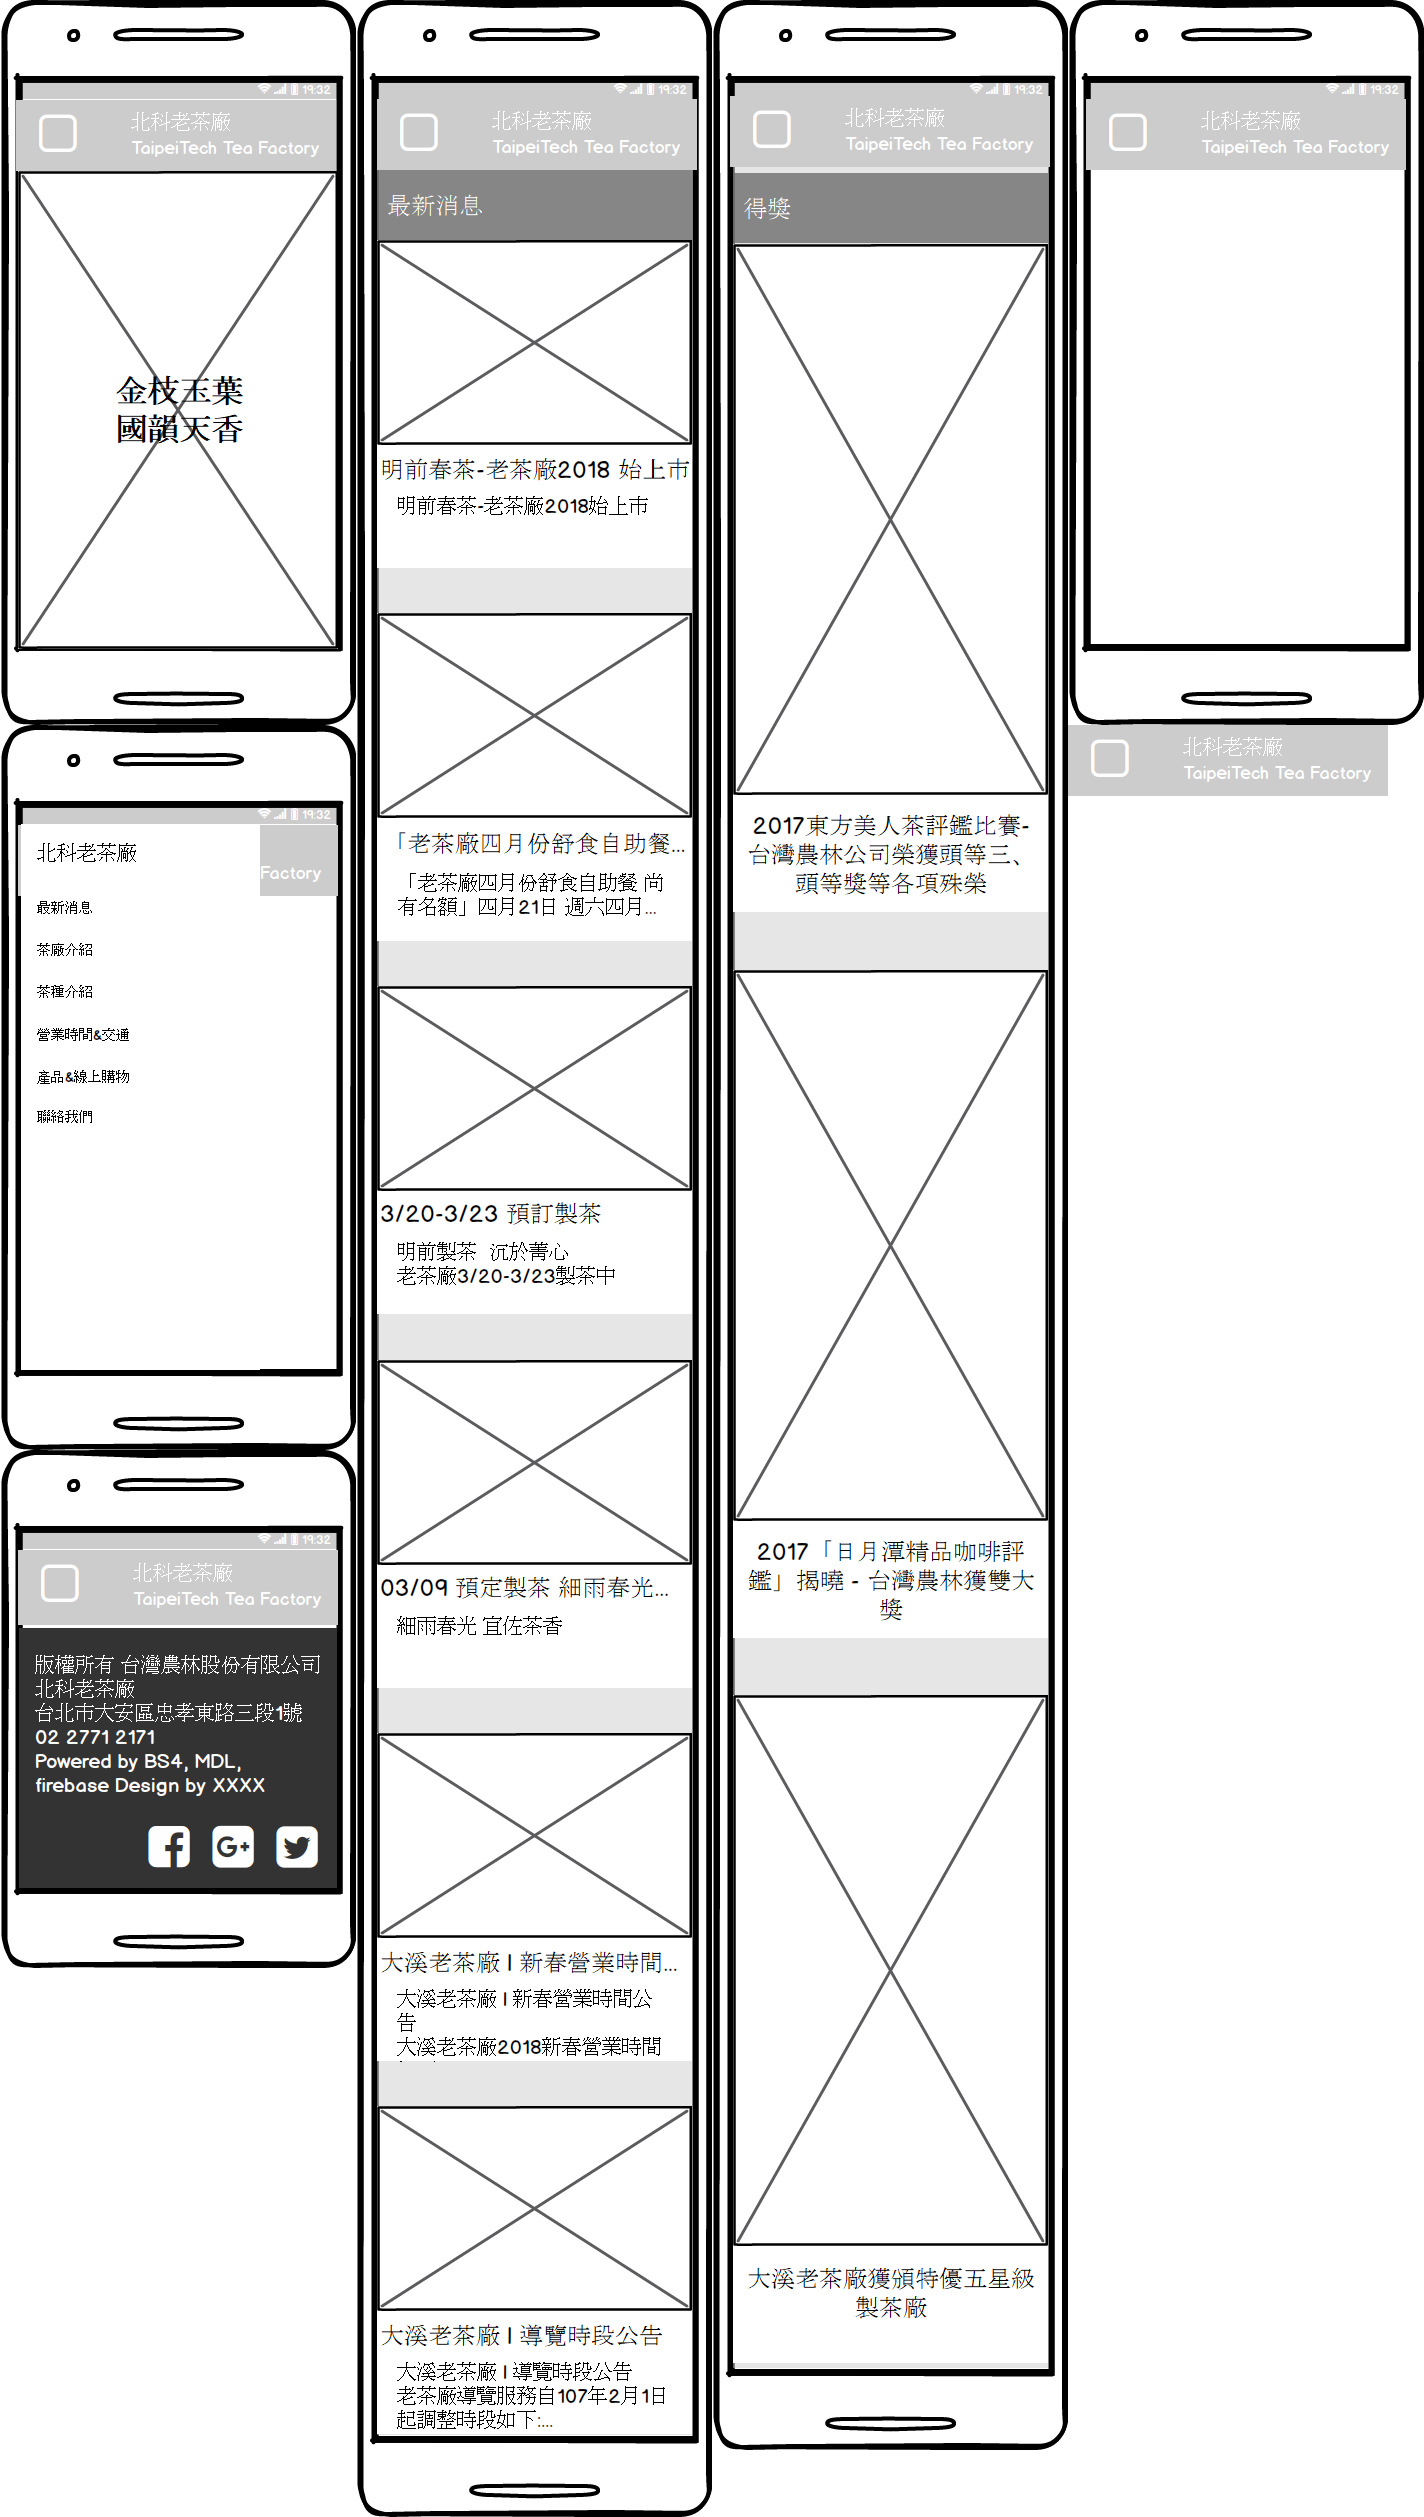 19:32
北科老茶廠
TaipeiTech Tea Factory
金枝玉葉
國韻天香
19:32
北科老茶廠
Factory
最新消息
茶廠介紹
茶種介紹
營業時間&交通
產品&線上購物
聯絡我們
19:32
北科老茶廠
TaipeiTech Tea Factory
版權所有 台灣農林股份有限公司
北科老茶廠
台北市大安區忠孝東路三段1號
02 2771 2171
Powered by BS4, MDL,
firebase Design by XXXX
19:32
北科老茶廠
TaipeiTech Tea Factory
最新消息
明前春茶-老茶廠2018 始上市
明前春茶-老茶廠2018始上市
「老茶廠四月份舒食自助餐...
「老茶廠四月份舒食自助餐 尚
有名額」四月21日 週六四月...
3/20-3/23 預訂製茶
明前製茶 沉於菁心
老茶廠3/20-3/23製茶中
03/09 預定製茶 細雨春光...
細雨春光 宜佐茶香
大溪老茶廠 I 新春營業時間...
大溪老茶廠 I 新春營業時間公
告
大溪老茶廠2018新春營業時間
大溪老茶廠 I 導覽時段公告
大溪老茶廠 I 導覽時段公告
老茶廠導覽服務自107年2月1日
起調整時段如下:...
19:32
北科老茶廠
TaipeiTech Tea Factory
得獎
2017東方美人茶評鑑比賽-
台灣農林公司榮獲頭等三、
頭等獎等各項殊榮
2017「日月潭精品咖啡評
鑑」揭曉 - 台灣農林獲雙大
獎
大溪老茶廠獲頒特優五星級
製茶廠
19:32
北科老茶廠
TaipeiTech Tea Factory
北科老茶廠
TaipeiTech Tea Factory